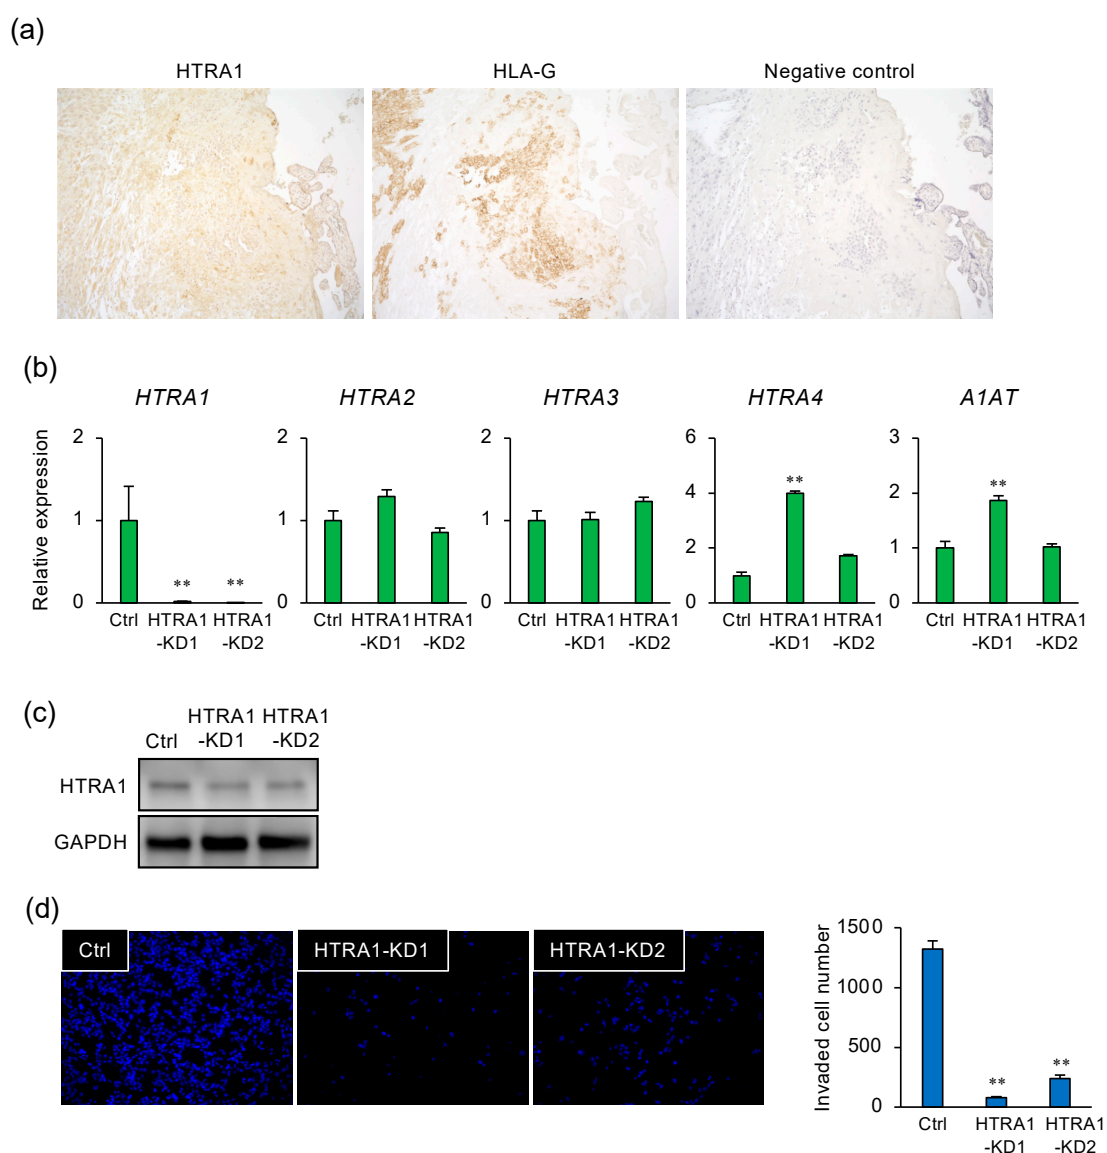 (a)
HTRA1
HLA-G
Negative control
(b)
HTRA1
HTRA2
HTRA3
HTRA4
A1AT
Relative expression
2
1
0
**
**
Ctrl
HTRA1
-KD1
HTRA1
-KD2
2
1
0
Ctrl
HTRA1
-KD1
HTRA1
-KD2
2
1
0
Ctrl
HTRA1
-KD1
HTRA1
-KD2
6
4
2
0
**
Ctrl
HTRA1
-KD1
HTRA1
-KD2
3
2
1
0
**
Ctrl
HTRA1
-KD1
HTRA1
-KD2
(c)
Ctrl
HTRA1
-KD1
HTRA1
-KD2
HTRA1
GAPDH
(d)
Ctrl
HTRA1-KD1
HTRA1-KD2
Invaded cell number
1500
1000
500
0
**
**
Ctrl
HTRA1
-KD1
HTRA1
-KD2